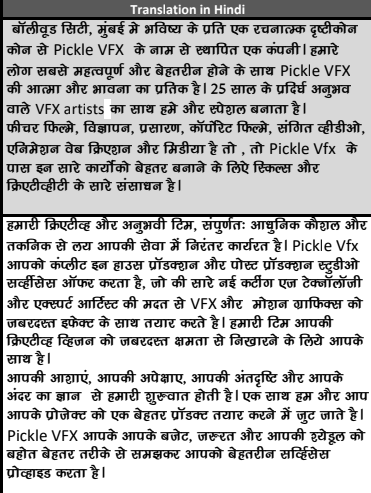 Translation in Hindi
बॉलीवूड सिटी, मुंबई मे भविष्य के प्रति एक रचनात्मक दृष्टीकोन
कोन से Pickle VFX के नाम से स्थापित एक कंपनी। हमारे
लोग सबसे महत्वपूर्ण और बेहतरीन होने के साथ Pickle VFX
की आत्मा और भावना का प्रतिक है। 25 साल के प्रदिर्घ अनुभव
वाले VFX artists का साथ हमे और स्पेशल बनाता है।
फीचर फिल्मे, विज्ञापन, प्रसारण, कॉर्पोरेट फिल्मे, संगित व्हीडीओ,
एनिमेशन वेब क्रिएशन और मिडीया है तो , तो Pickle Vfx के
पास इन सारे कार्योको बेहतर बनाने के लिऐ स्किल्स और
क्रिएटीव्हीटी के सारे संसाधन है।
हमारी क्रिएटीव्ह और अनुभवी टिम, संपुर्णतः आधुनिक कौशल और
तकनिक से लय आपकी सेवा में निरंतर कार्यरत है। Pickle Vfx
आपको कंप्लीट इन हाउस प्रॉडक्शन और पोस्ट प्रॉडक्शन स्टुडीओ
सर्व्हीसेस ऑफर करता है, जो की सारे नई कटींग एज टेक्नॉलॉजी
और एक्स्पर्ट आर्टिस्ट की मदत से VFX और मोशन ग्राफिक्स को
जबरदस्त इफेक्ट के साथ तयार करते है। हमारी टिम आपकी
क्रिएटीव्ह व्हिजन को जबरदस्त क्षमता से निखारने के लिये आपके
साथ है।
आपकी आशाएं, आपकी अपेक्षाए, आपकी अंतदृष्टि और आपके
अंदर का ज्ञान से हमारी शुरूवात होती है। एक साथ हम और आप
आपके प्रोजेक्ट को एक बेहतर प्रॉडक्ट तयार करने में जुट जाते है।
Pickle VFX आपके आपके बजेट, जरूरत और आपकी श्येडूल को
बहोत बेहतर तरीके से समझकर आपको बेहतरीन सर्व्हिसेस
प्रोव्हाइड करता है।